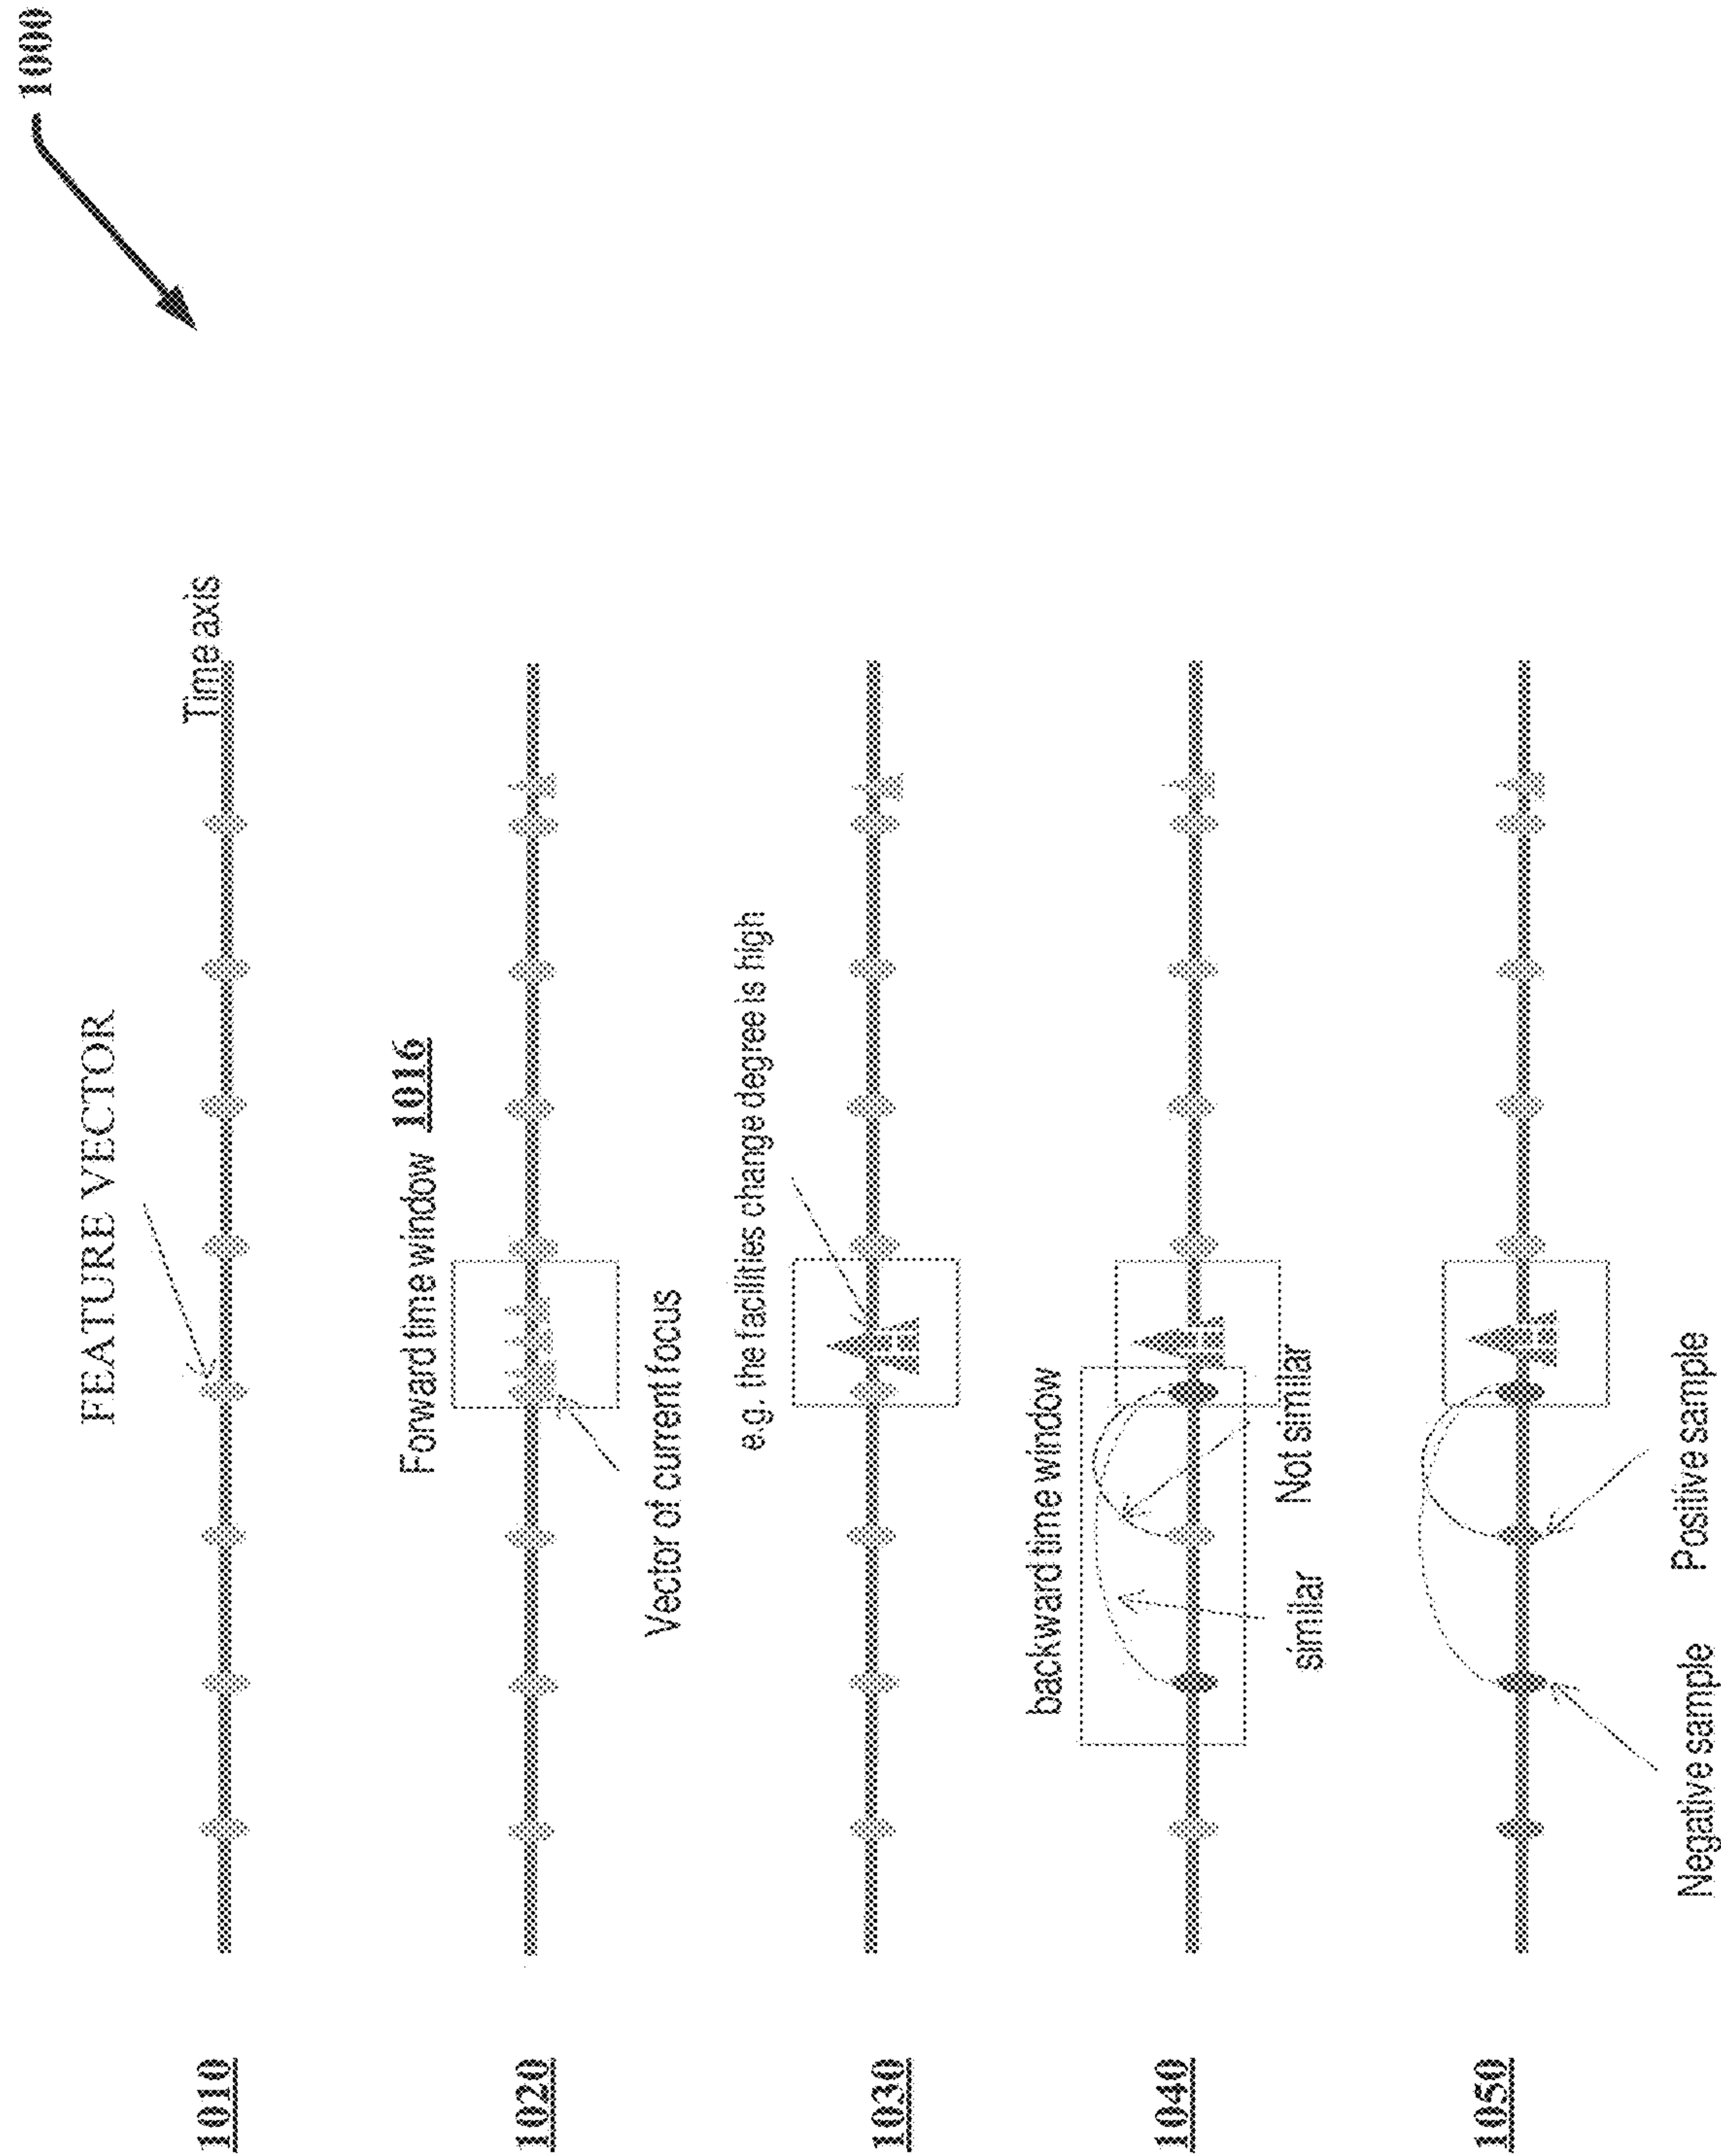 1000
FEATURE VECTOR
Time axis
1010
Forward time window 1016
Vector of current focus
1020
e.g. the facilities change degree is high
1030
backward time window
similar
Not similar
1040
Negative sample
Positive sample
1050